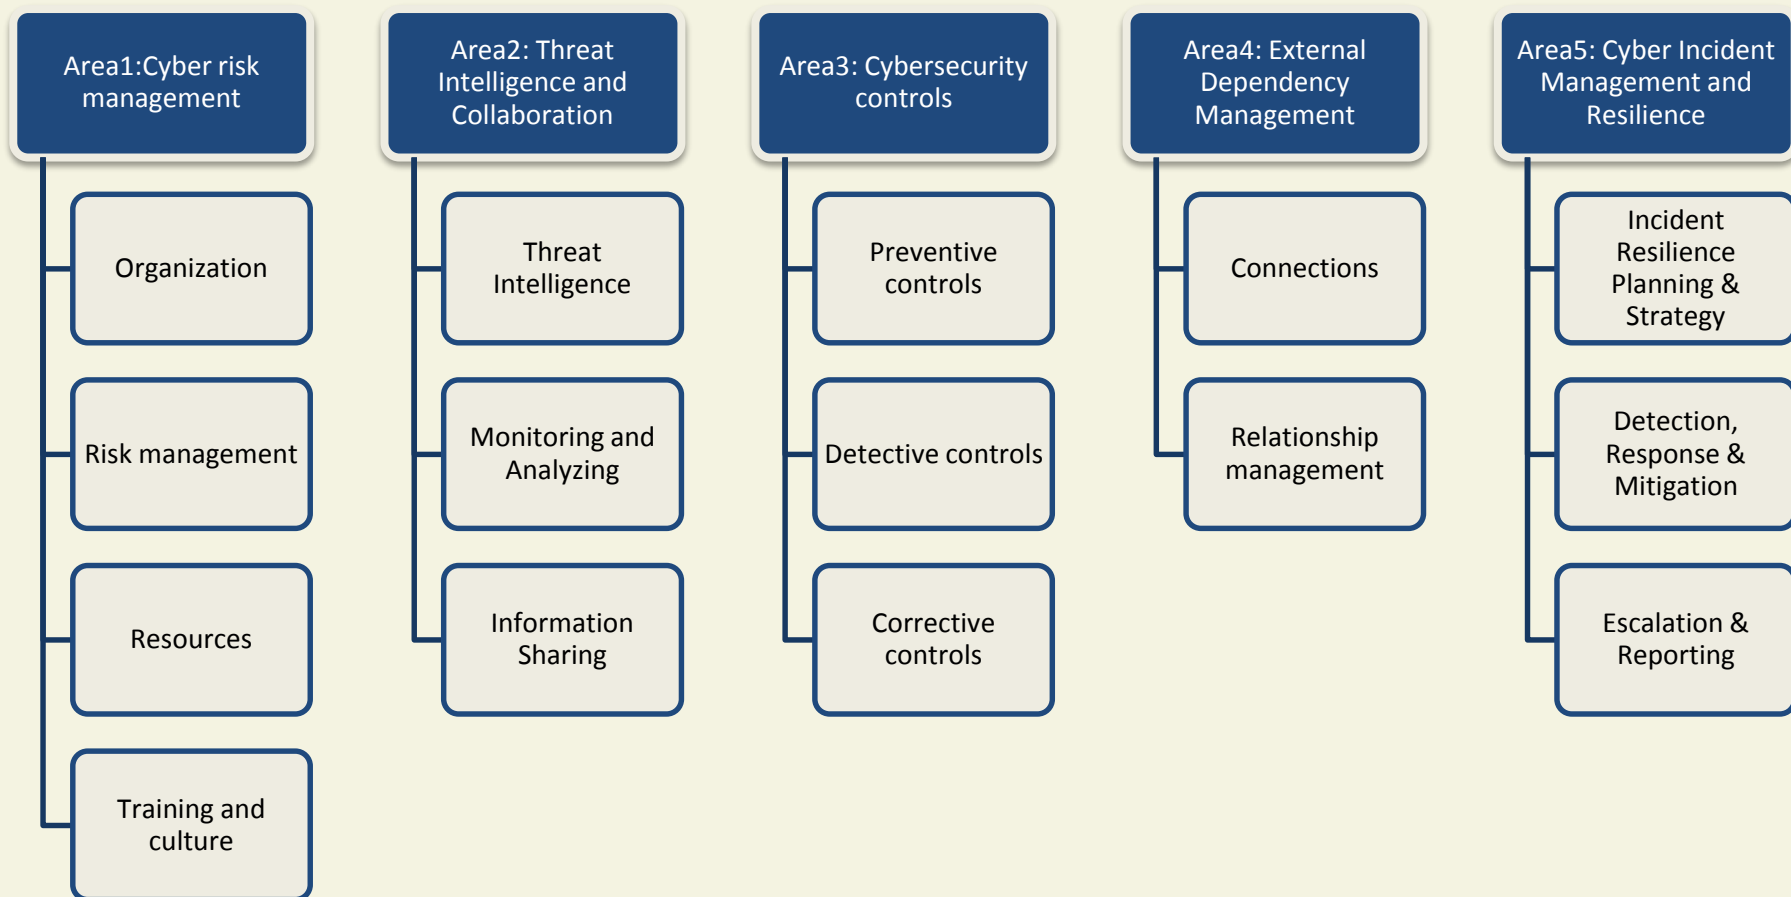 Area1:Cyber risk
management
Organization
Risk management
Resources
Training and
culture
Area2: Threat
Intelligence and
Collaboration
Threat
Intelligence
Monitoring and
Analyzing
Information
Sharing
Area3: Cybersecurity
controls
Preventive
controls
Detective controls
Corrective
controls
Area4: External
Dependency
Management
Connections
Relationship
management
Area5: Cyber Incident
Management and
Resilience
Incident
Resilience
Planning &
Strategy
Detection,
Response &
Mitigation
Escalation &
Reporting